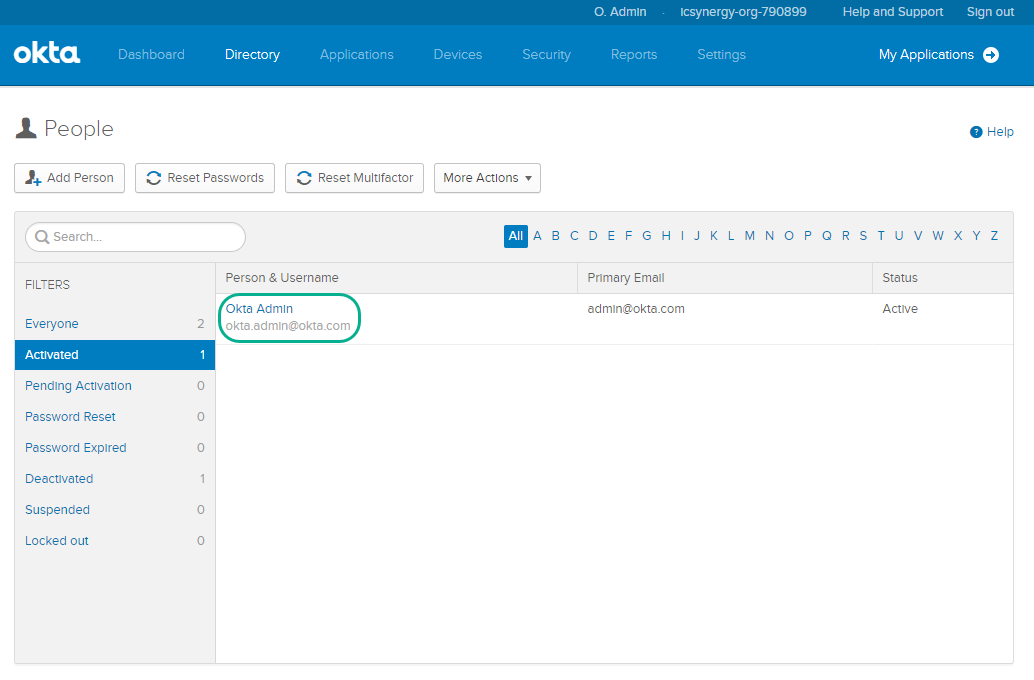 O. Admin · icsynergy-org-790899 Help and Support Sign out
okta Dashboard Directory Applications Devices Security Reports Settings My Applications
People
? Help
Add Person Reset Passwords Reset Multifactor More Actions
Search... All A B C D E F G H I J K L M N O P Q R S T U V W X Y Z
FILTERS Person & Username Primary Email Status
Okta Admin admin@okta.com Active
okta.admin@okta.com
Everyone 2
Activated 1
Pending Activation 0
Password Reset 0
Password Expired 0
Deactivated 1
Suspended 0
Locked out 0